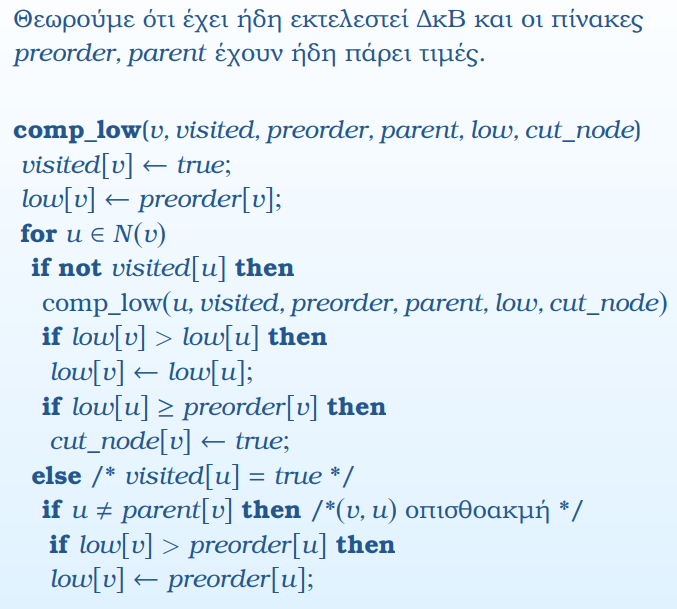 Θεωρούμε ότι έχει ήδη εκτελεστεί ΔκΒ και οι πίνακες
preorder, parent έχουν ήδη πάρει τιμές.
comp_low(v, visited, preorder, parent, low, cut_node)
visited[v] ← true;
low[v] ← preorder[v];
for u ∈ N(v)
if not visited[u] then
comp_low(u, visited, preorder, parent, low, cut_node)
if low[v] > low[u] then
low[v] ← low[u];
if low[u] ≥ preorder[v] then
cut_node[v] ← true;
else /* visited[u] = true */
if u ≠ parent[v] then /*(v, u) οπισθοακμή */
if low[v] > preorder[u] then
low[v] ← preorder[u];